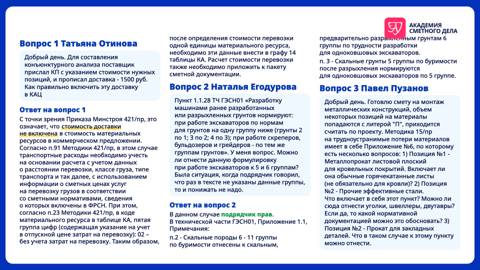 АКАДЕМИЯ
СМЕТНОГО ДЕЛА
Вопрос 1 Татьяна Отинова
Добрый день. Для составления
конъюнктурного анализа поставщик
прислал КП с указанием стоимости нужных
позиций, и прописал доставка - 1500 руб.
Как правильно включить эту доставку
в КАЦ
Ответ на вопрос 1
С точки зрения Приказа Минстроя 421/пр, это
означает, что стоимость доставки
не включена в стоимость материальных
ресурсов в коммерческом предложении.
Согласно п.91 Методики 421/пр, в этом случае
транспортные расходы необходимо учесть
на основании расчета с учетом данных
о расстоянии перевозки, классе груза, типе
транспорта и так далее, с использованием
информации о сметных ценах услуг
на перевозку грузов в соответствии
со сметными нормативами, сведения
о которых включены в ФРСН. При этом,
согласно п.23 Методики 421/пр, в коде
материального ресурса в таблице КА, пятая
группа цифр (содержащая указание на учет
в отпускной цене затрат на перевозку): 02 –
без учета затрат на перевозку. Таким образом,
после определения стоимости перевозки
одной единицы материального ресурса,
необходимо эти данные внести в графу 14
таблицы КА. Расчет стоимости перевозки
также необходимо приложить к пакету
сметной документации.
Вопрос 2 Наталья Егодурова
Пункт 1.1.28 ТЧ ГЭСН01 «Разработку
машинами ранее разработанных
или разрыхленных грунтов нормируют:
при работе экскаваторов по нормам
для грунтов на одну группу ниже (группы 2
по 1; 3 по 2; 4 по 3); при работе скреперов,
бульдозеров и грейдеров - по тем же
группам грунтов». У меня вопрос. Можно
ли отнести данную формулировку
при работе экскаваторов к 5 и 6 группам?
Была ситуация, когда подрядчик говорил,
что раз в тексте не указаны данные группы,
то и понижать не надо.
Ответ на вопрос 2
В данном случае подрядчик прав.
В технической части ГЭСН01, Приложение 1.1,
Примечания:
п.2 - Скальные породы 6 - 11 группы
по буримости отнесены к скальным,
предварительно разрыхленным грунтам 6
группы по трудности разработки
для одноковшовых экскаваторов.
п. 3 - Скальные грунты 5 группы по буримости
после разрыхления нормируются
для одноковшовых экскаваторов по 5 группе.
Вопрос 3 Павел Пузанов
Добрый день. Готовлю смету на монтаж
металлических конструкций, объем
некоторых позиций на материалы
попадаются с литерой "П", приходится
считать по проекту. Методика 15/пр
на труднотранимые потери материалов
имеет в себе Приложение №6, по которому
есть несколько вопросов: 1) Позиция №1 -
Металлопрокат листовой плоский
для кровельных покрытий. Включает ли
она обычные горячекатаные листы
(не обязательно для кровли)? 2) Позиция
№2 - Прочие эффективные стали.
Что включает в себя этот пункт? Можно ли
сюда отнести уголки, швеллеры, двутавры?
Если да, то какой нормативной
документацией можно это обосновать? 3)
Позиция №2 - Прокат для закладных
деталей. Что в таком случае к этому пункту
можно отнести.